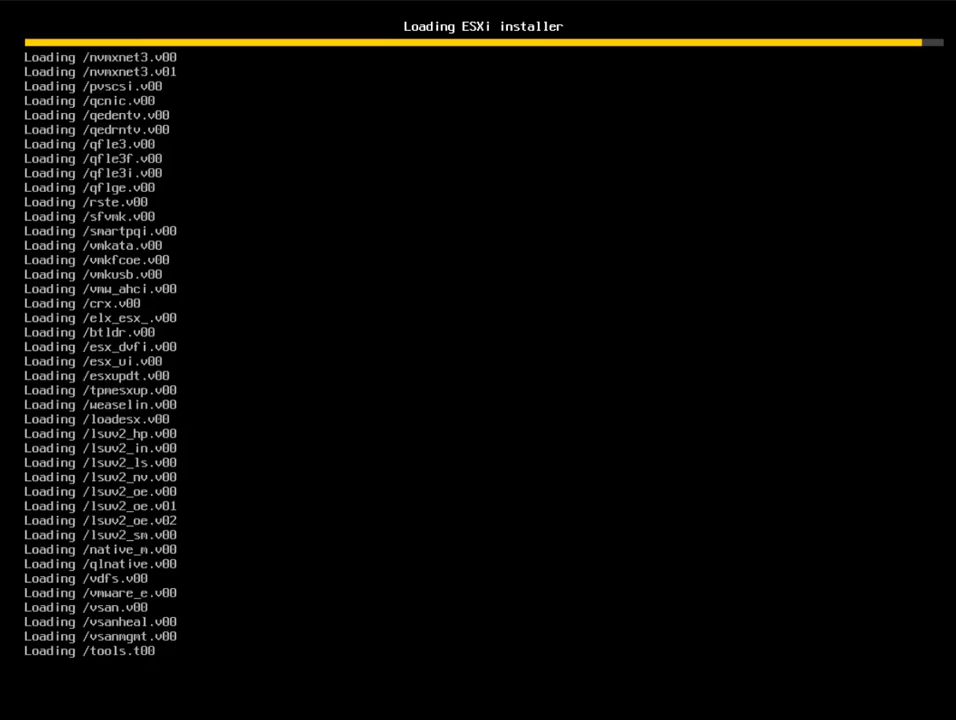 Loading ESXi installer
Loading /nvmxnet3.v00
Loading /nvmxnet3.v01
Loading /pvscsi.v00
Loading /qcnic.v00
Loading /qedentv.v00
Loading /qedrntv.v00
Loading /qfle3.v00
Loading /qfle3f.v00
Loading /qfle3i.v00
Loading /qflge.v00
Loading /rste.v00
Loading /sfvmk.v00
Loading /smartpqi.v00
Loading /vmkata.v00
Loading /vmkfcoe.v00
Loading /vmkusb.v00
Loading /vmw_ahci.v00
Loading /crx.v00
Loading /elx_esx_.v00
Loading /btldr.v00
Loading /esx_dvfi.v00
Loading /esx_ui.v00
Loading /esxupdt.v00
Loading /tpmesxup.v00
Loading /weaselin.v00
Loading /loadesx.v00
Loading /lsuv2_hp.v00
Loading /lsuv2_in.v00
Loading /lsuv2_ls.v00
Loading /lsuv2_nv.v00
Loading /lsuv2_oe.v00
Loading /lsuv2_oe.v01
Loading /lsuv2_oe.v02
Loading /lsuv2_sm.v00
Loading /native_m.v00
Loading /qlnative.v00
Loading /vdfs.v00
Loading /vmware_e.v00
Loading /vsan.v00
Loading /vsanheal.v00
Loading /vsanmgmt.v00
Loading /tools.t00